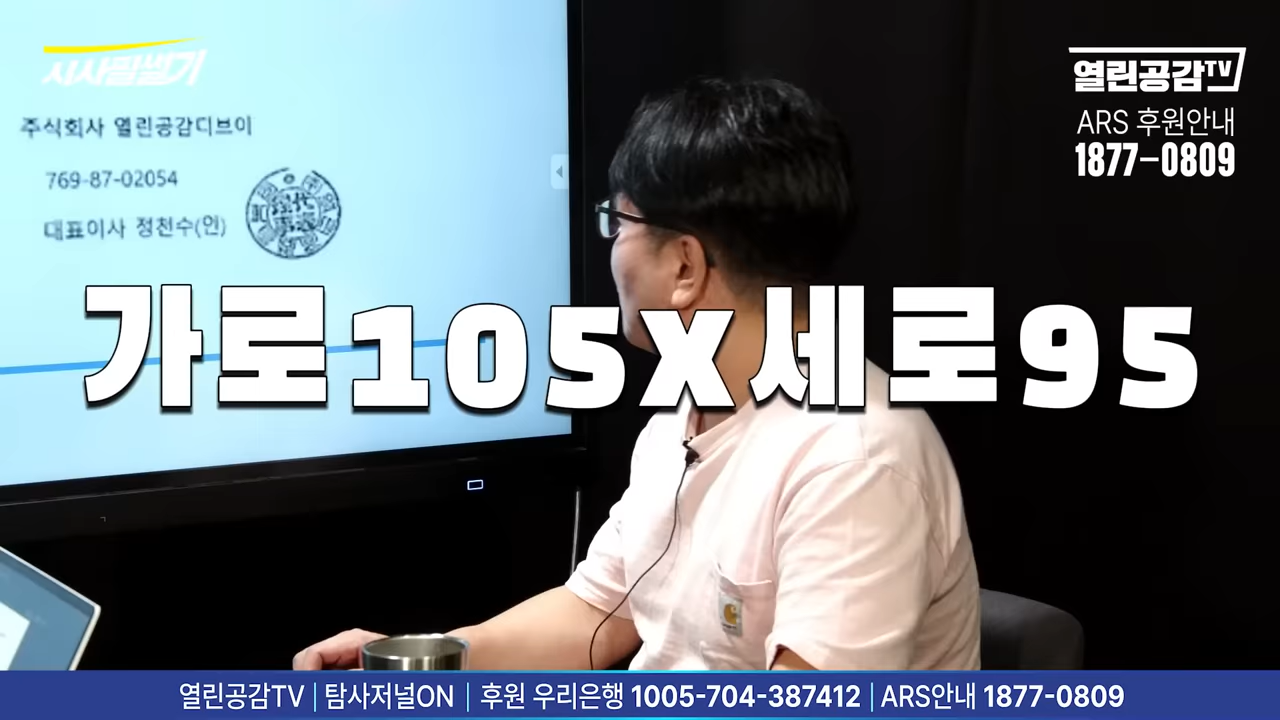 시사필쓰기
열린공감TV
ARS 후원안내
1877-0809
주식회사 열린공감디브이
769-87-02054
대표이사 정천수(인)
가로105X세로95
열린공감TV | 탐사저널ON | 후원 우리은행 1005-704-387412 | ARS안내 1877-0809